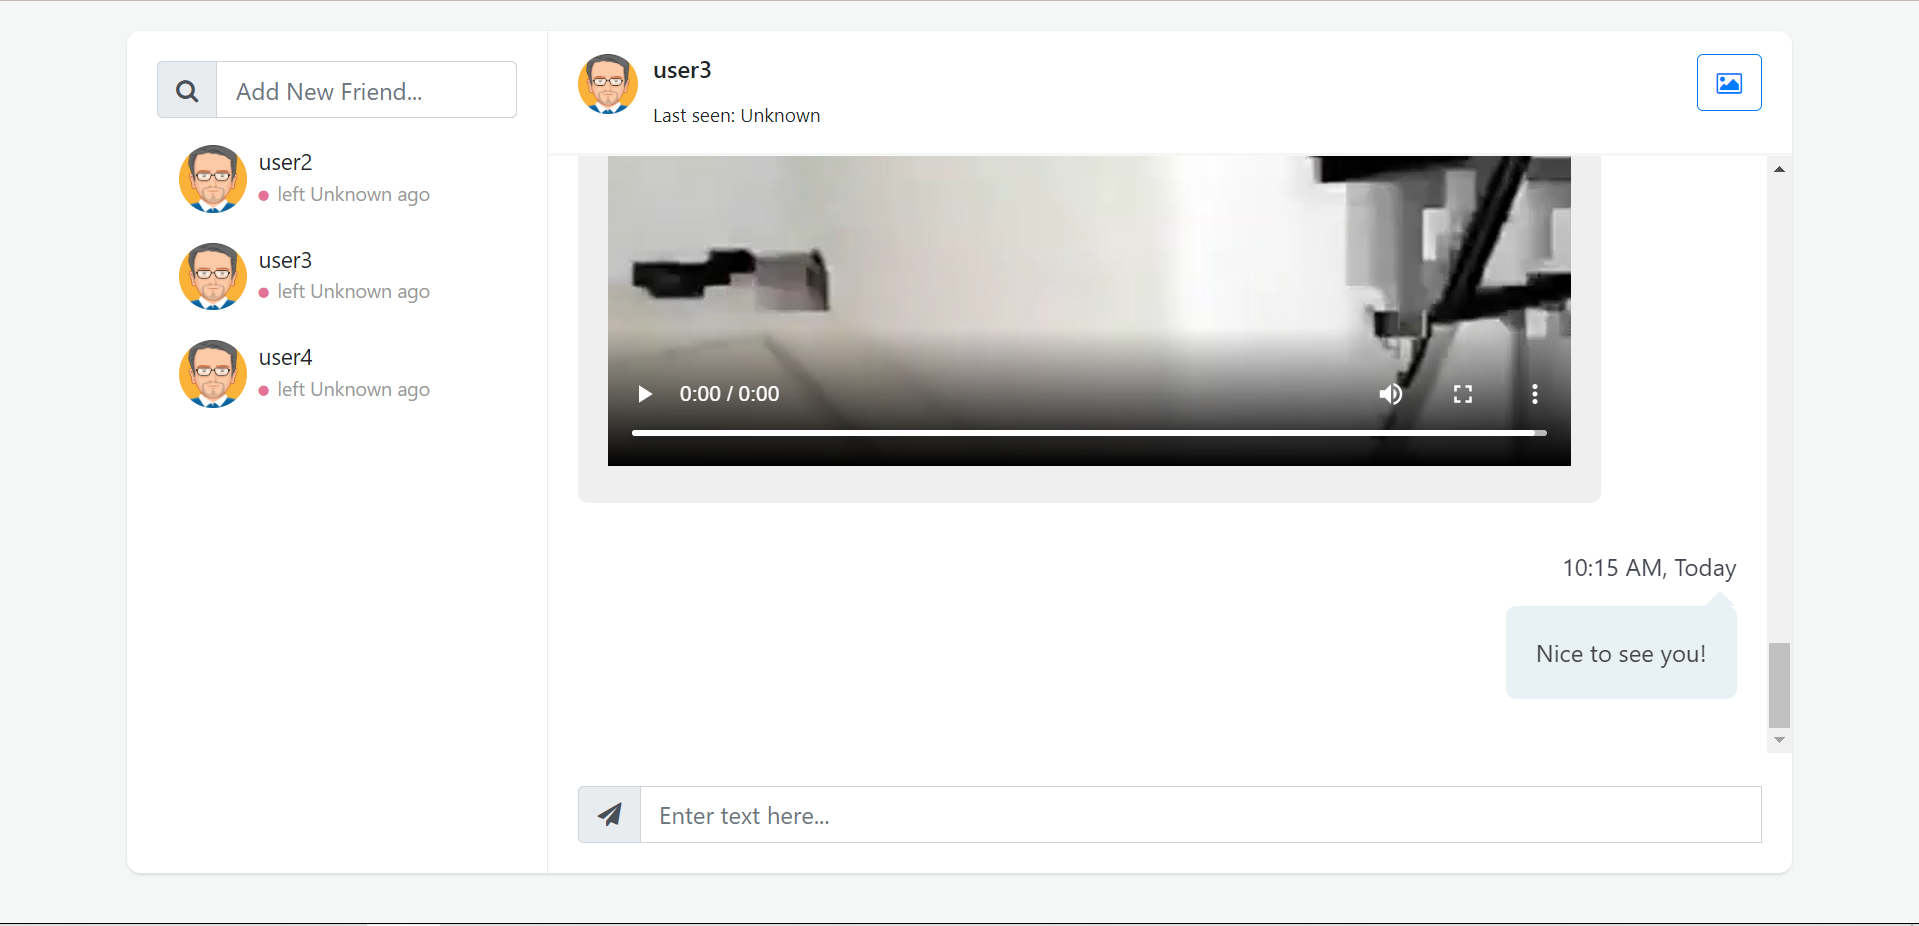 Add New Friend...
user2
left Unknown ago
user3
left Unknown ago
user4
left Unknown ago
user3
Last seen: Unknown
0:00 / 0:00
10:15 AM, Today
Nice to see you!
Enter text here...